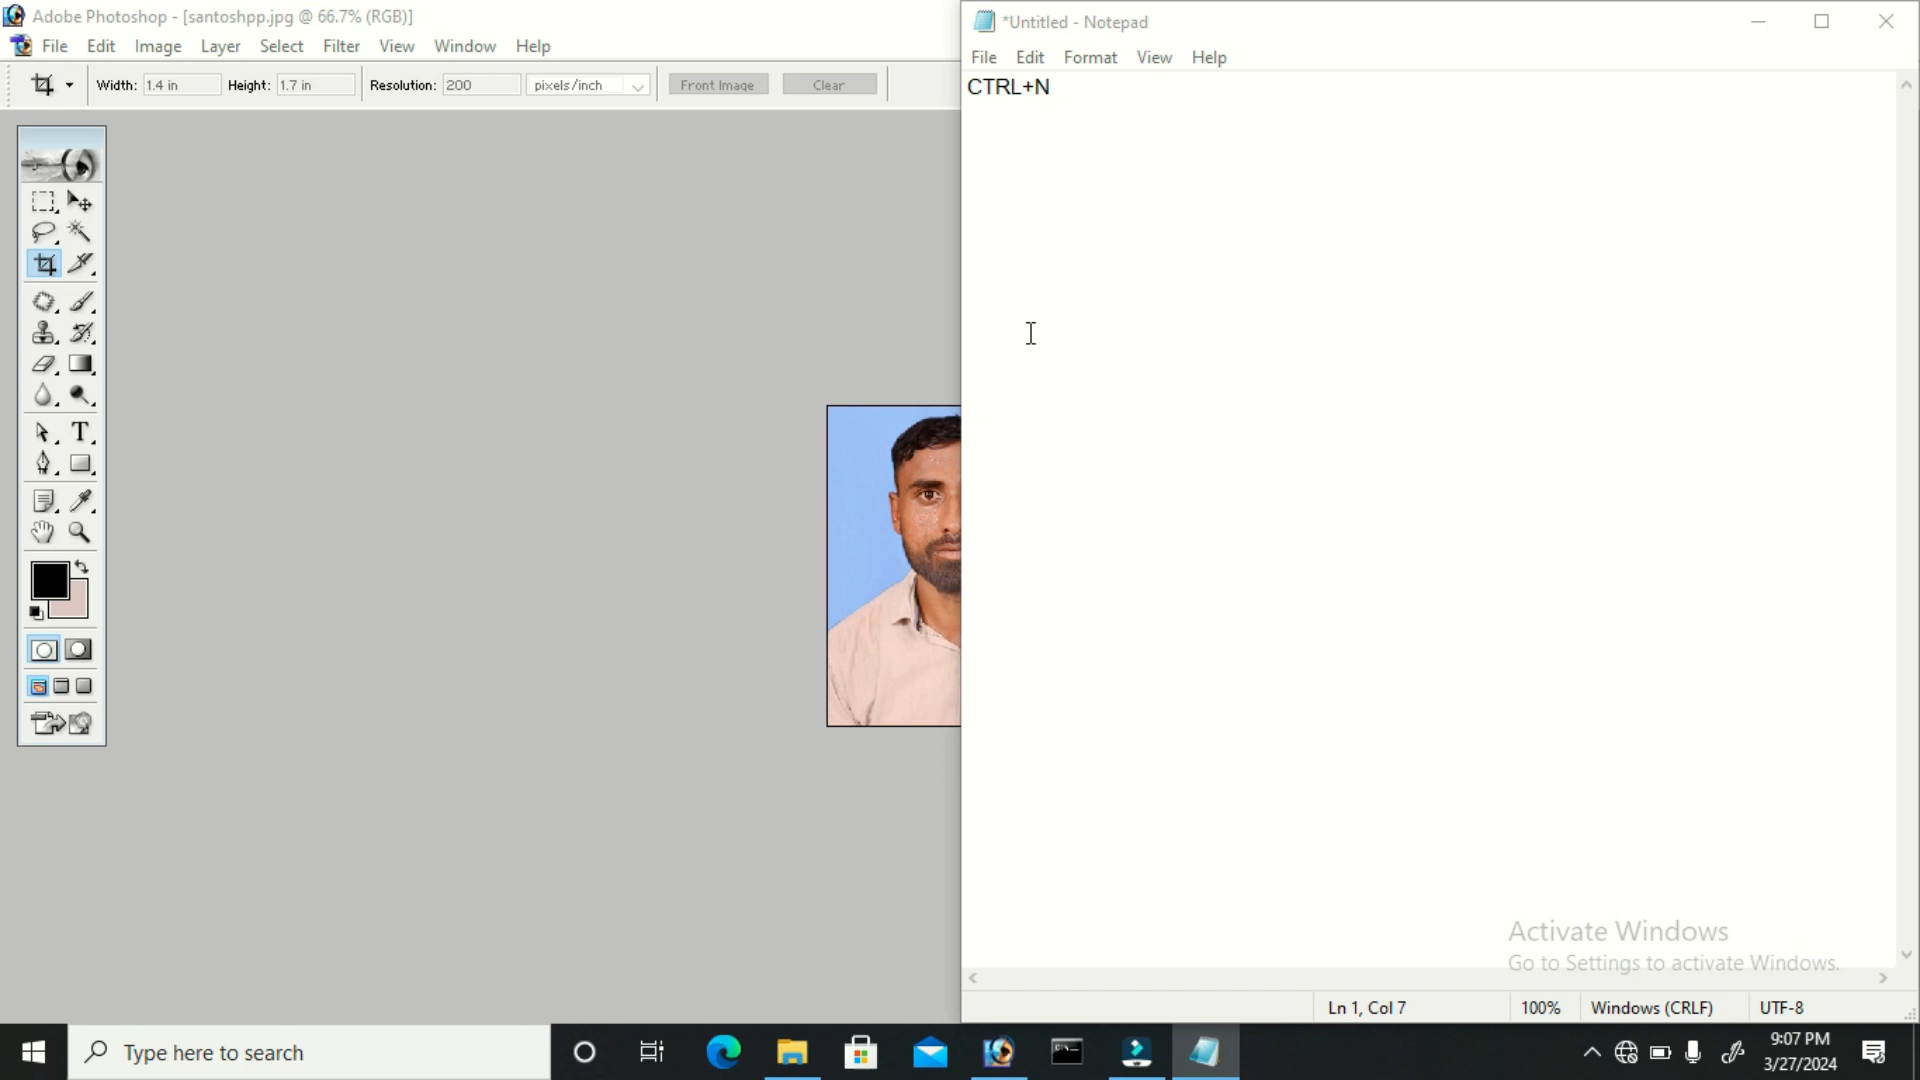 Adobe Photoshop - [santoshpp.jpg @ 66.7% (RGB)]
File Edit Image Layer Select Filter View Window Help
Width: 1.4 in Height: 1.7 in Resolution: 200 pixels/inch Front Image Clear
*Untitled - Notepad
File Edit Format View Help
CTRL+N
T
Activate Windows
Go to Settings to activate Windows.
Ln 1, Col 7 100% Windows (CRLF) UTF-8
Type here to search
9:07 PM
3/27/2024